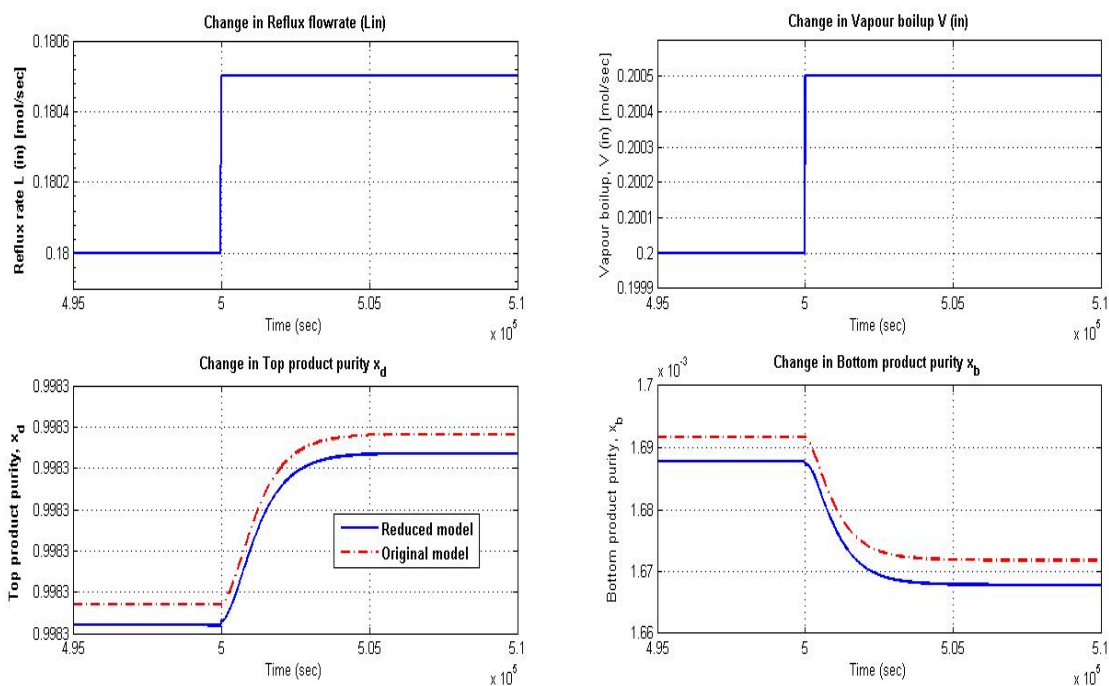 Change in Reflux flowrate (Lin)
Reflux rate L (in) [mol/sec]
0.1806
0.1804
0.1802
0.18
4.95
5
5.05
5.1
Time (sec)
x 10^5
Change in Vapour boilup V (in)
Vapour boilup, V (in) [mol/sec]
0.2005
0.2004
0.2003
0.2002
0.2001
0.2
0.1999
4.95
5
5.05
5.1
Time (sec)
x 10^5
Change in Top product purity x_d
Top product purity, x_d
0.9983
0.9983
0.9983
0.9983
0.9983
0.9983
0.9983
Reduced model
Original model
4.95
5
5.05
5.1
Time (sec)
x 10^5
Change in Bottom product purity x_b
x 10^-3
Bottom product purity, x_b
1.7
1.69
1.68
1.67
1.66
4.95
5
5.05
5.1
Time (sec)
x 10^5